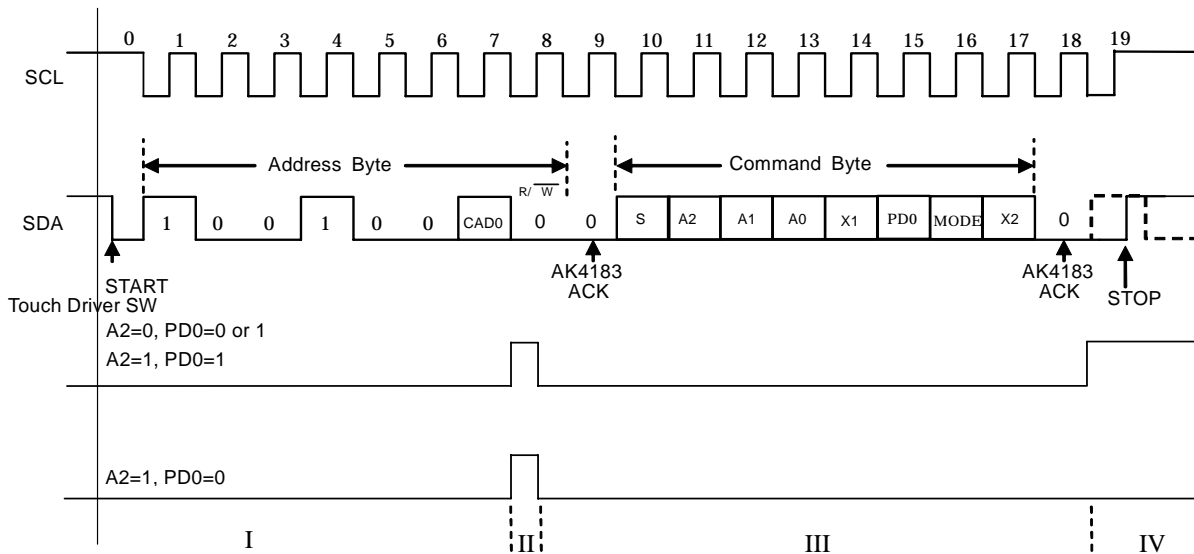 0 1 2 3 4 5 6 7 8 9 10 11 12 13 14 15 16 17 18 19
SCL
Address Byte
Command Byte
R/ W
SDA
1 0 0 1 0 0 CAD0 0 0 S A2 A1 A0 X1 PD0 MODE X2 0
START
AK4183
ACK
AK4183
ACK
STOP
Touch Driver SW
A2=0, PD0=0 or 1
A2=1, PD0=1
A2=1, PD0=0
I II III IV